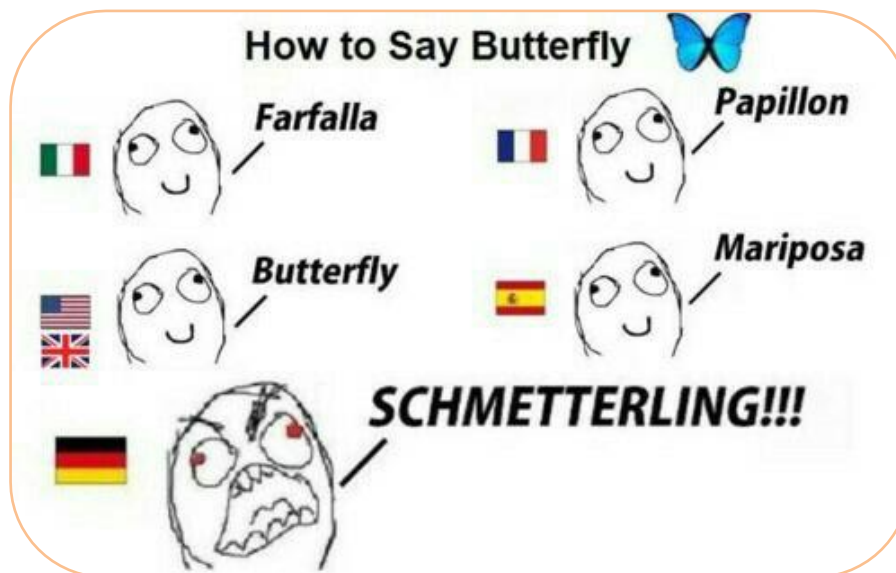 How to Say Butterfly
Farfalla
Papillon
Butterfly
Mariposa
SCHMETTERLING!!!